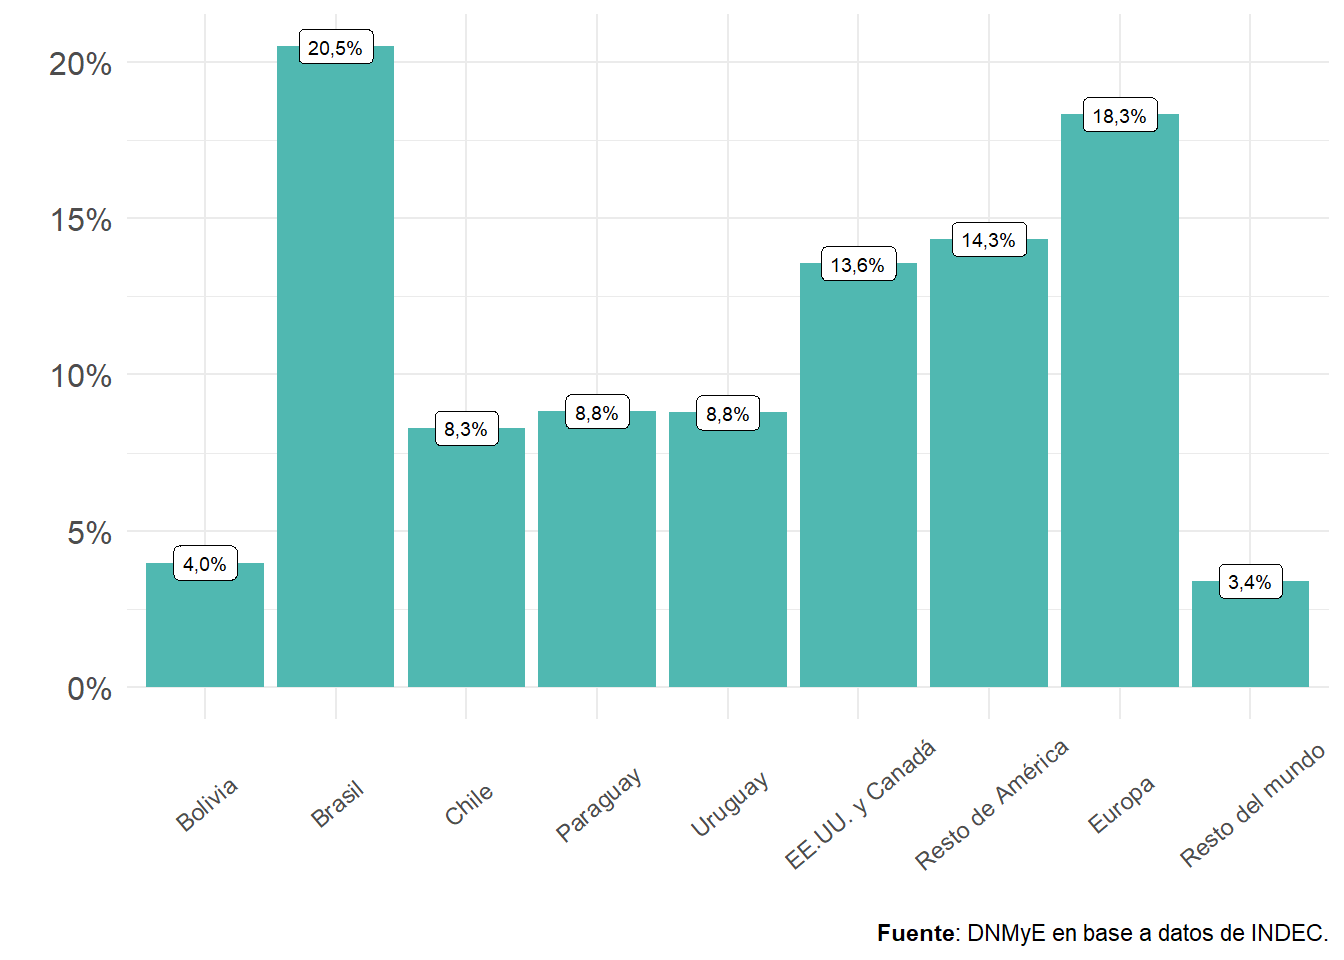 20%
15%
10%
5%
0%
4,0%
20,5%
8,3%
8,8%
8,8%
13,6%
14,3%
18,3%
3,4%
Bolivia
Brasil
Chile
Paraguay
Uruguay
EE.UU. y Canadá
Resto de América
Europa
Resto del mundo
Fuente: DNMyE en base a datos de INDEC.